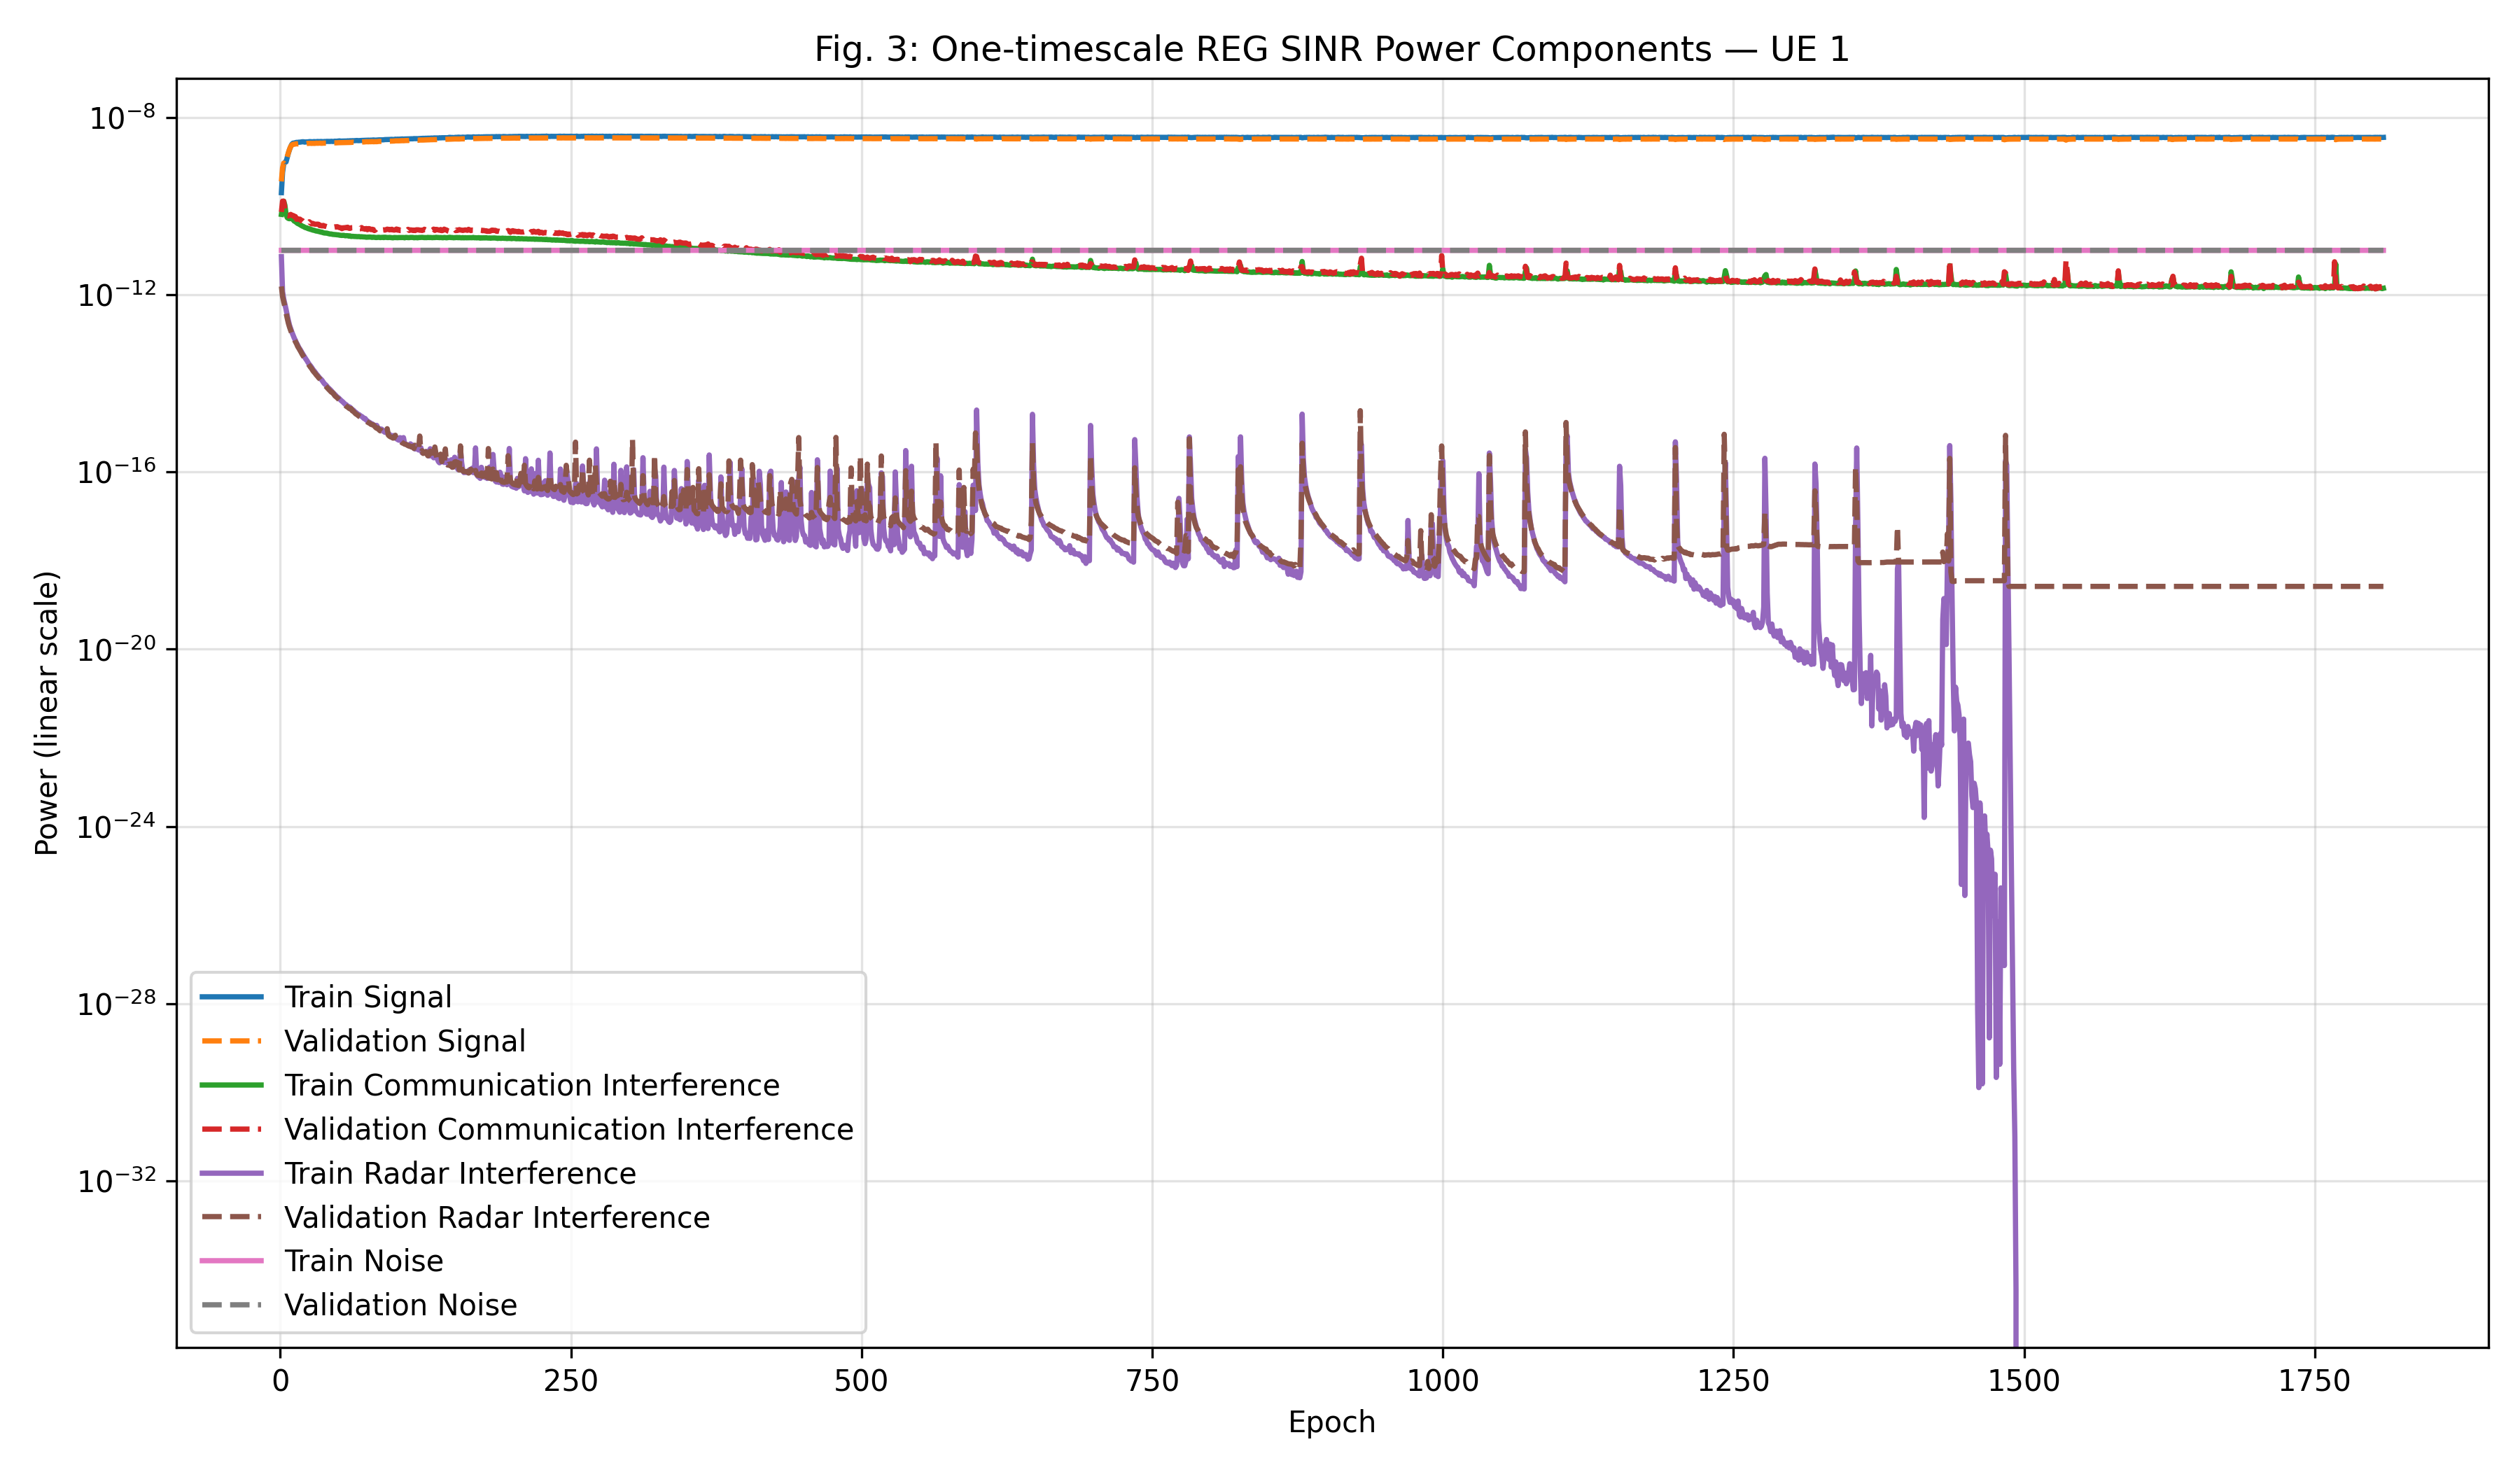 Fig. 3: One-timescale REG SINR Power Components — UE 1
Power (linear scale)
10⁻⁸
10⁻¹²
10⁻¹⁶
10⁻²⁰
10⁻²⁴
10⁻²⁸
10⁻³²
Train Signal
Validation Signal
Train Communication Interference
Validation Communication Interference
Train Radar Interference
Validation Radar Interference
Train Noise
Validation Noise
0 250 500 750 1000 1250 1500 1750
Epoch